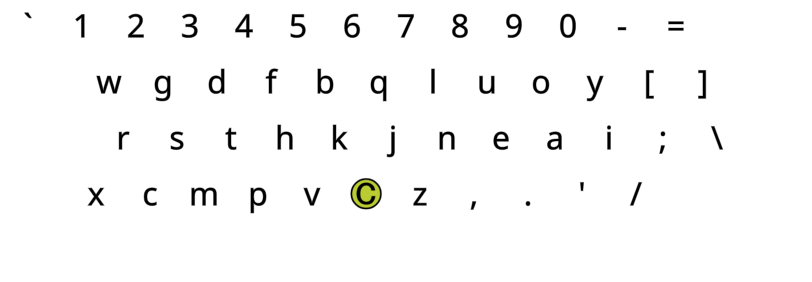 ` 1 2 3 4 5 6 7 8 9 0 - =
w g d f b q l u o y [ ]
r s t h k j n e a i ; \
x c m p v © z , . ' /